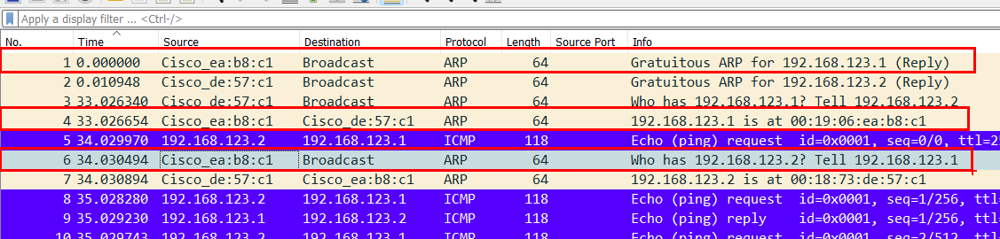 Apply a display filter ... <Ctrl-/>
No. Time Source Destination Protocol Length Source Port Info
1 0.000000 Cisco_ea:b8:c1 Broadcast ARP 64 Gratuitous ARP for 192.168.123.1 (Reply)
2 0.010948 Cisco_de:57:c1 Broadcast ARP 64 Gratuitous ARP for 192.168.123.2 (Reply)
3 33.026340 Cisco_de:57:c1 Broadcast ARP 64 Who has 192.168.123.1? Tell 192.168.123.2
4 33.026654 Cisco_ea:b8:c1 Cisco_de:57:c1 ARP 64 192.168.123.1 is at 00:19:06:ea:b8:c1
5 34.029970 192.168.123.2 192.168.123.1 ICMP 118 Echo (ping) request id=0x0001, seq=0/0, ttl=25
6 34.030494 Cisco_ea:b8:c1 Broadcast ARP 64 Who has 192.168.123.2? Tell 192.168.123.1
7 34.030894 Cisco_de:57:c1 Cisco_ea:b8:c1 ARP 64 192.168.123.2 is at 00:18:73:de:57:c1
8 35.028280 192.168.123.2 192.168.123.1 ICMP 118 Echo (ping) request id=0x0001, seq=1/256, ttl=
9 35.029230 192.168.123.1 192.168.123.2 ICMP 118 Echo (ping) reply id=0x0001, seq=1/256, ttl=
10 35.029743 192.168.123.2 192.168.123.1 ICMP 118 Echo (ping) request id=0x0001, seq=2/512, ttl=